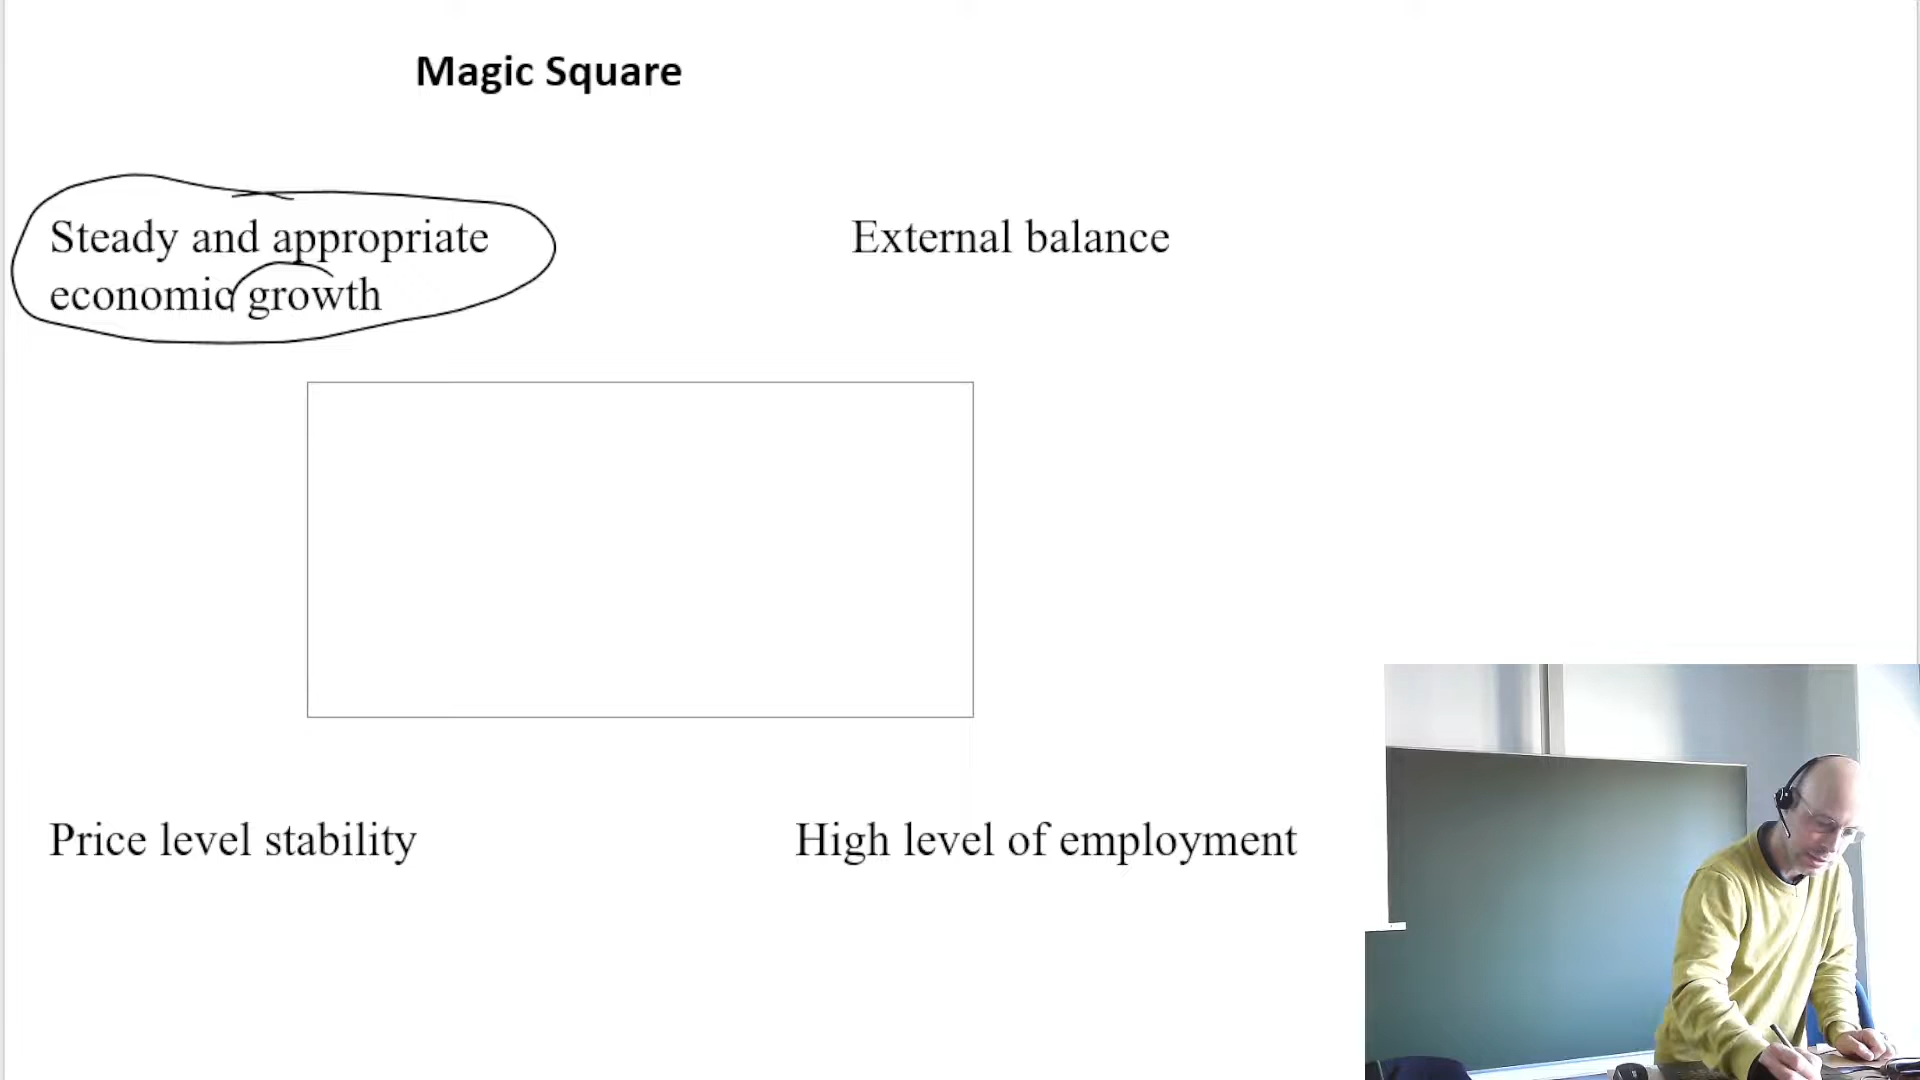 Magic Square
Steady and appropriate
economic growth
External balance
Price level stability
High level of employment